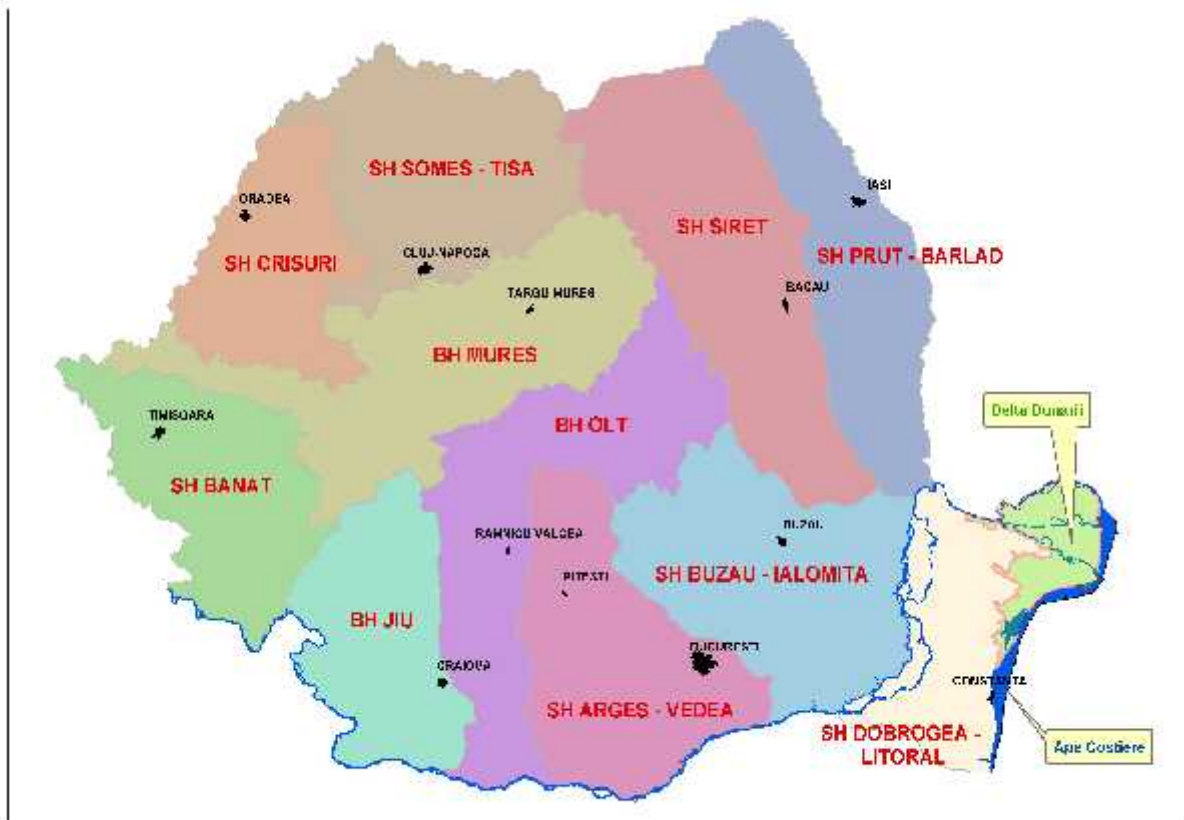 SH SOMES - TISA
ORADEA
SH CRISURI
CLUJ-NAPOCA
TARGU MURES
BH MURES
SH SIRET
IASI
SH PRUT - BARLAD
BACAU
TIMISOARA
SH BANAT
BH OLT
Delta Dunarii
RAMNICU VALCEA
PITESTI
BUZAU
SH BUZAU - IALOMITA
BH JIU
CRAIOVA
BUCURESTI
SH ARGES - VEDEA
CONSTANTA
SH DOBROGEA -
LITORAL
Ape Costiere